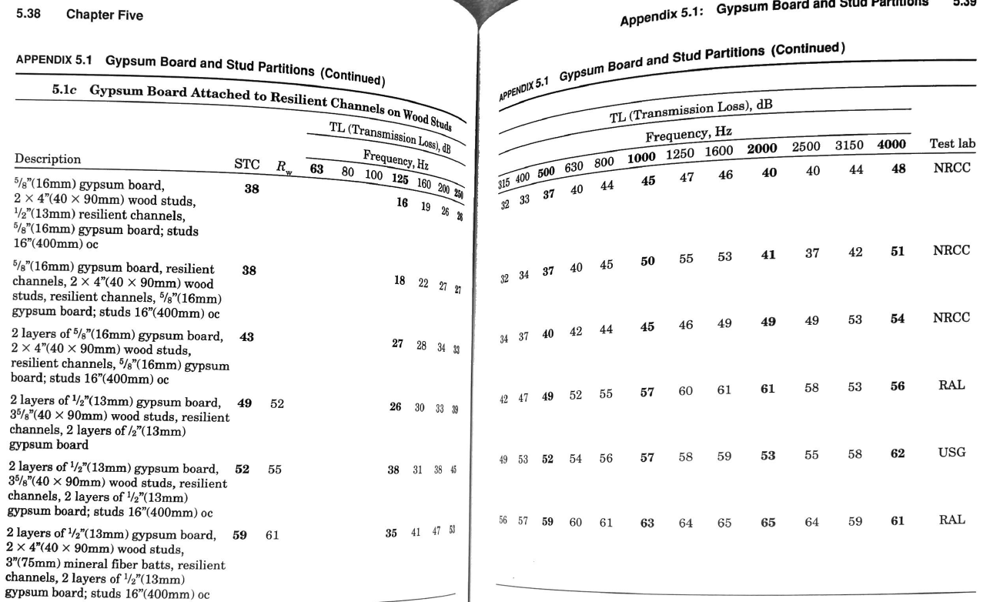 5.38 Chapter Five
APPENDIX 5.1 Gypsum Board and Stud Partitions (Continued)
5.1c Gypsum Board Attached to Resilient Channels on Wood Studs
TL (Transmission Loss), dB
Frequency, Hz
Description STC Rw 63 80 100 125 160 200 250
5/8”(16mm) gypsum board, 38 16 19 26 26
2 × 4”(40 × 90mm) wood studs,
1/2”(13mm) resilient channels,
5/8”(16mm) gypsum board; studs
16”(400mm) oc
5/8”(16mm) gypsum board, resilient 38 18 22 27 27
channels, 2 × 4”(40 × 90mm) wood
studs, resilient channels, 5/8”(16mm)
gypsum board; studs 16”(400mm) oc
2 layers of 5/8”(16mm) gypsum board, 43 27 28 34 33
2 × 4”(40 × 90mm) wood studs,
resilient channels, 5/8”(16mm) gypsum
board; studs 16”(400mm) oc
2 layers of 1/2”(13mm) gypsum board, 49 52 26 30 33 39
35/8”(40 × 90mm) wood studs, resilient
channels, 2 layers of /2”(13mm)
gypsum board
2 layers of 1/2”(13mm) gypsum board, 52 55 38 31 38 45
35/8”(40 × 90mm) wood studs, resilient
channels, 2 layers of 1/2”(13mm)
gypsum board; studs 16”(400mm) oc
2 layers of 1/2”(13mm) gypsum board, 59 61 35 41 47 53
2 × 4”(40 × 90mm) wood studs,
3”(75mm) mineral fiber batts, resilient
channels, 2 layers of 1/2”(13mm)
gypsum board; studs 16”(400mm) oc
Appendix 5.1: Gypsum Board and Stud Partitions 5.39
APPENDIX 5.1 Gypsum Board and Stud Partitions (Continued)
TL (Transmission Loss), dB
Frequency, Hz
315 400 500 630 800 1000 1250 1600 2000 2500 3150 4000 Test lab
32 33 37 40 44 45 47 46 40 40 44 48 NRCC
32 34 37 40 45 50 55 53 41 37 42 51 NRCC
34 37 40 42 44 45 46 49 49 49 53 54 NRCC
42 47 49 52 55 57 60 61 61 58 53 56 RAL
49 53 52 54 56 57 58 59 53 55 58 62 USG
56 57 59 60 61 63 64 65 65 64 59 61 RAL